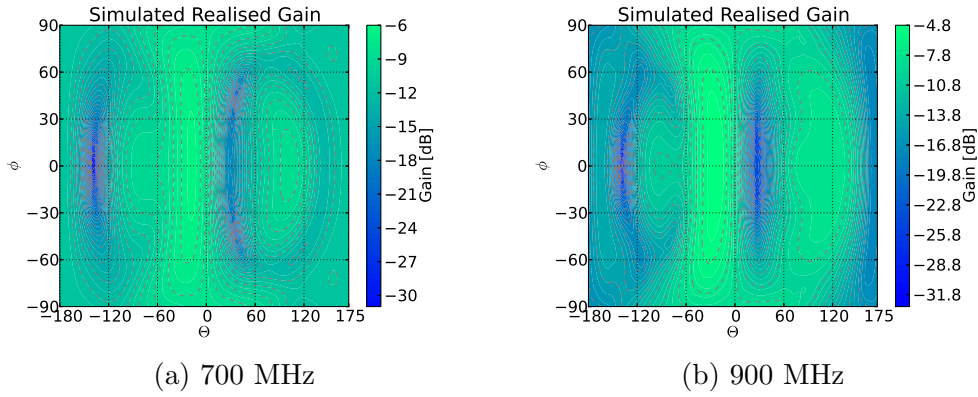 Simulated Realised Gain
90
60
30
0
−30
−60
−90
ϕ
−180 −120 −60 0 60 120 175
Θ
−6
−9
−12
−15
−18
−21
−24
−27
−30
Gain [dB]
(a) 700 MHz
Simulated Realised Gain
90
60
30
0
−30
−60
−90
ϕ
−180 −120 −60 0 60 120 175
Θ
−4.8
−7.8
−10.8
−13.8
−16.8
−19.8
−22.8
−25.8
−28.8
−31.8
Gain [dB]
(b) 900 MHz